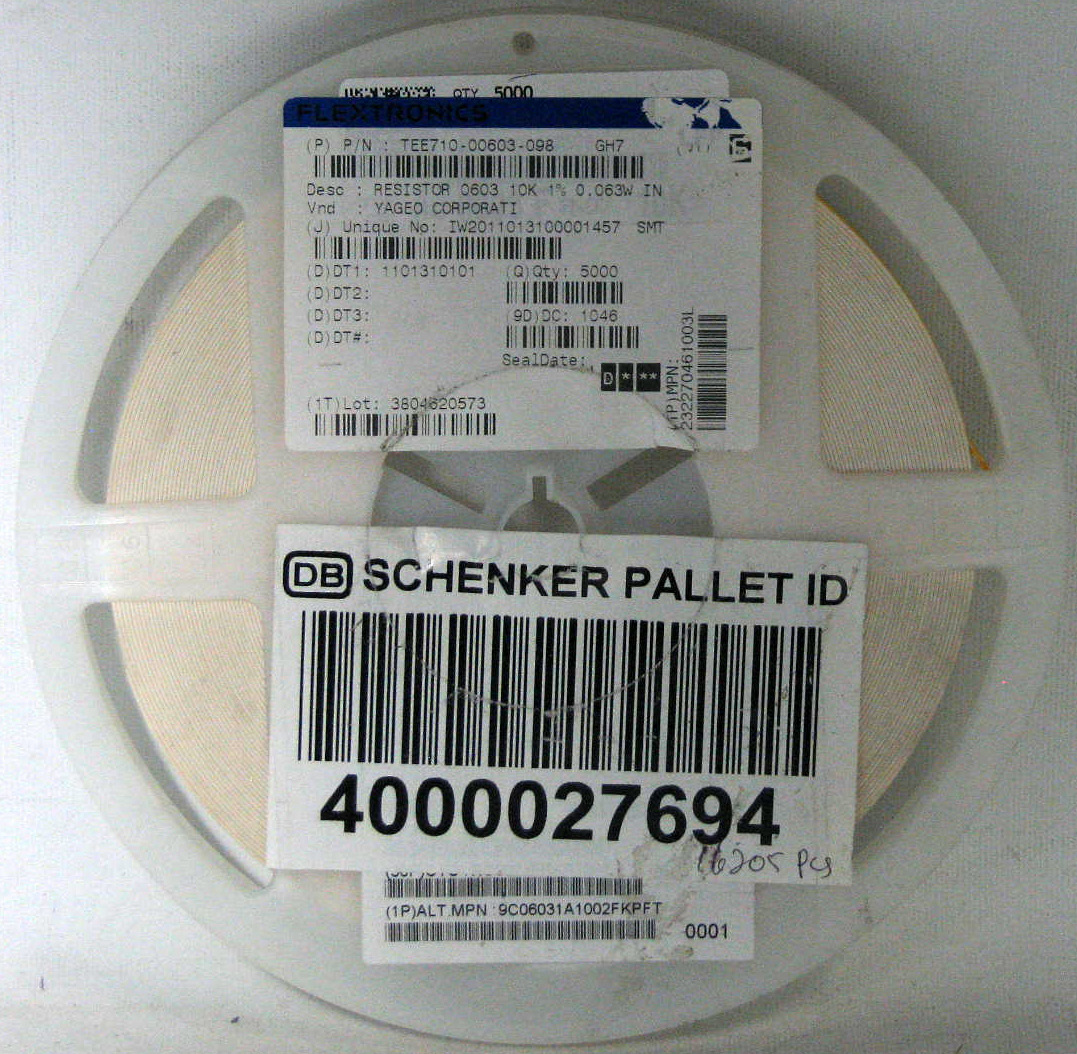 QTY 5000
FLEXTRONICS
(P) P/N : TEE710-00603-098 GH7
Desc : RESISTOR 0603 10K 1% 0.063W IN
Vnd : YAGEO CORPORATI
(J) Unique No: IW2011013100001457 SMT
(D)DT1: 1101310101 (Q)Qty: 5000
(D)DT2:
(D)DT3: (9D)DC: 1046
(D)DT#:
SealDate:
D***
(1T)Lot: 3804620573
(1P)MPN:
232270461003L
DB SCHENKER PALLET ID
4000027694
16205 Pcs
(1P)ALT.MPN :9C06031A1002FKPFT
0001